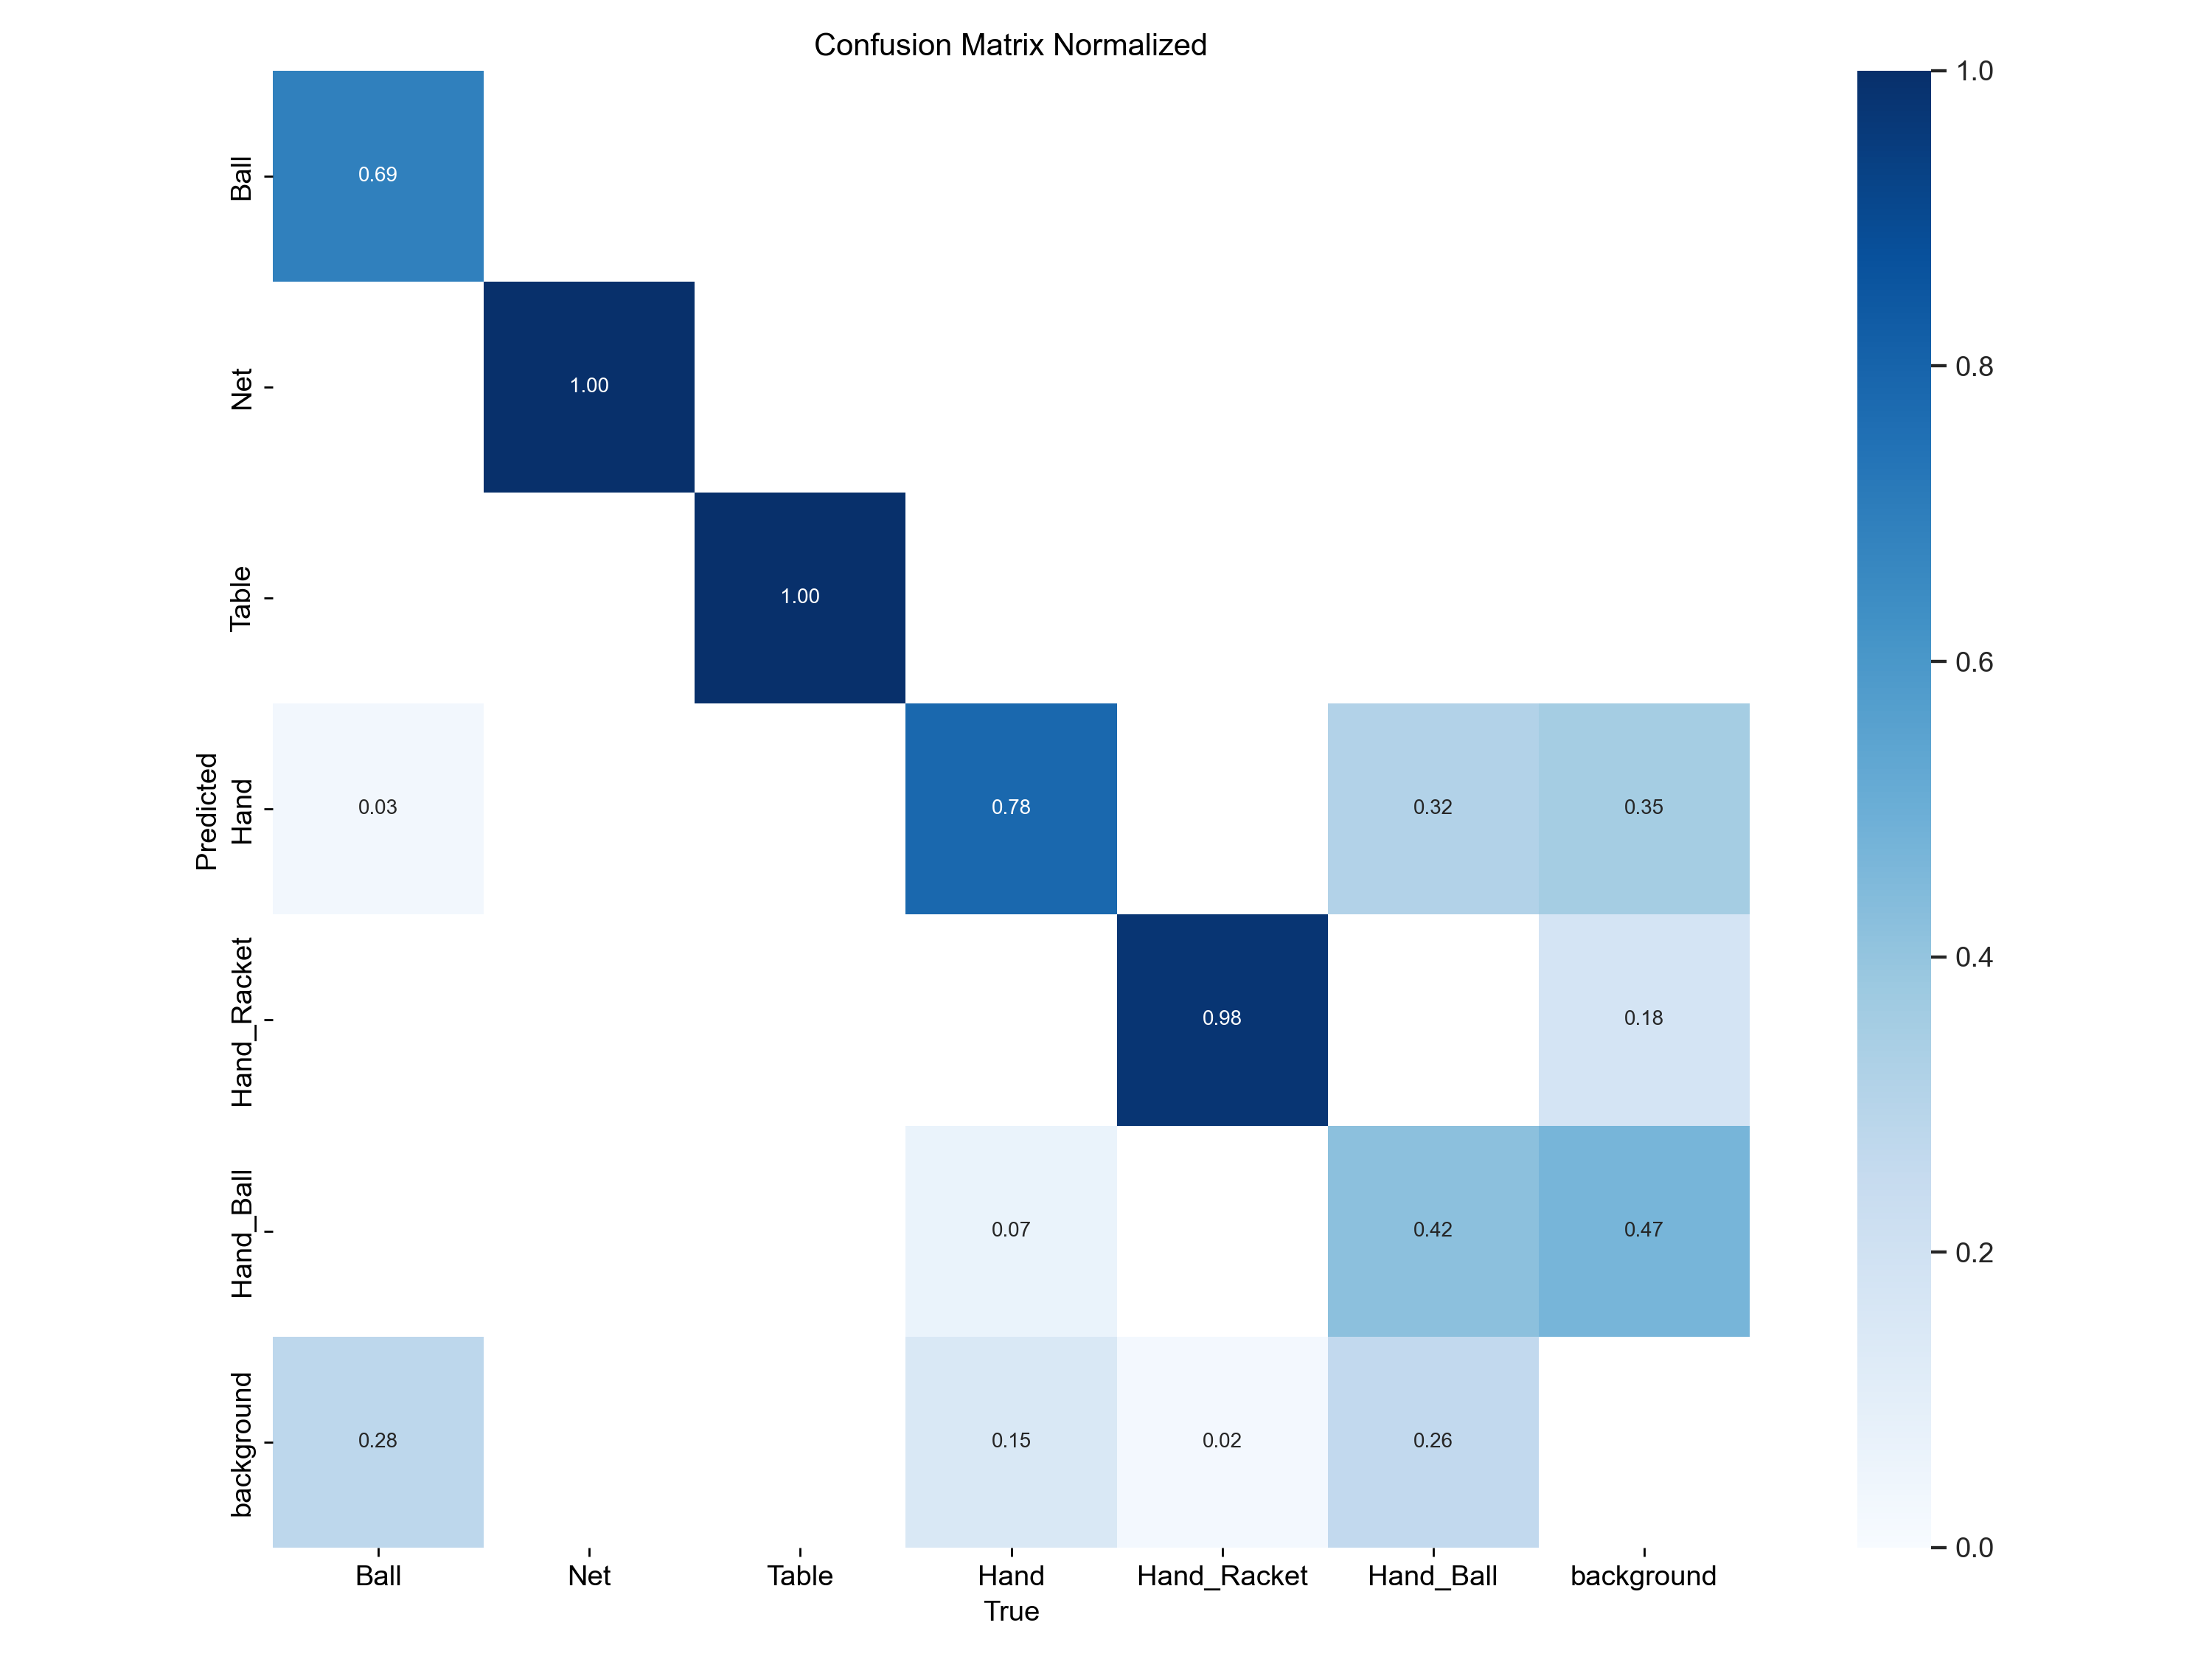 Confusion Matrix Normalized
1.0
0.8
0.6
0.4
0.2
0.0
Predicted
Ball
0.69
Net
1.00
Table
1.00
Hand
0.03
0.78
0.32
0.35
Hand_Racket
0.98
0.18
Hand_Ball
0.07
0.42
0.47
background
0.28
0.15
0.02
0.26
Ball
Net
Table
Hand
Hand_Racket
Hand_Ball
background
True